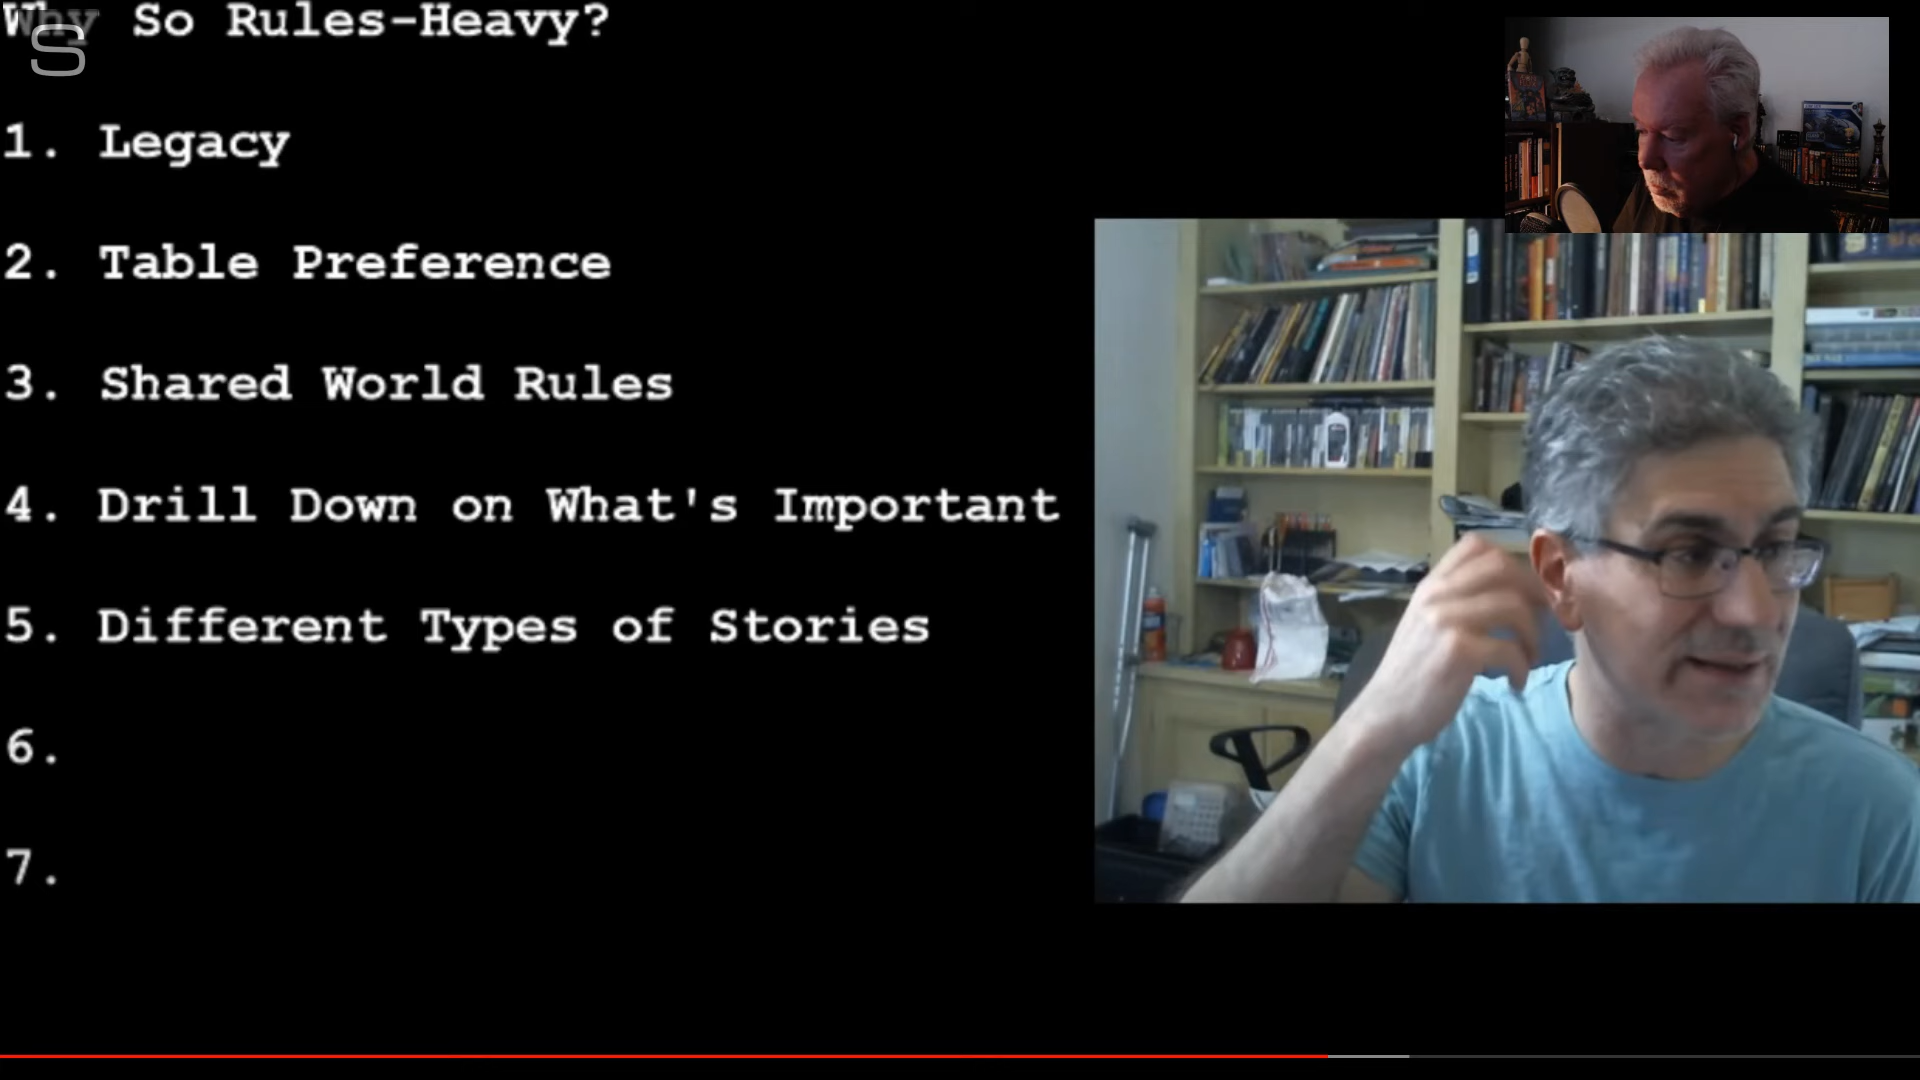 Why So Rules-Heavy?
S
1. Legacy
2. Table Preference
3. Shared World Rules
4. Drill Down on What's Important
5. Different Types of Stories
6.
7.